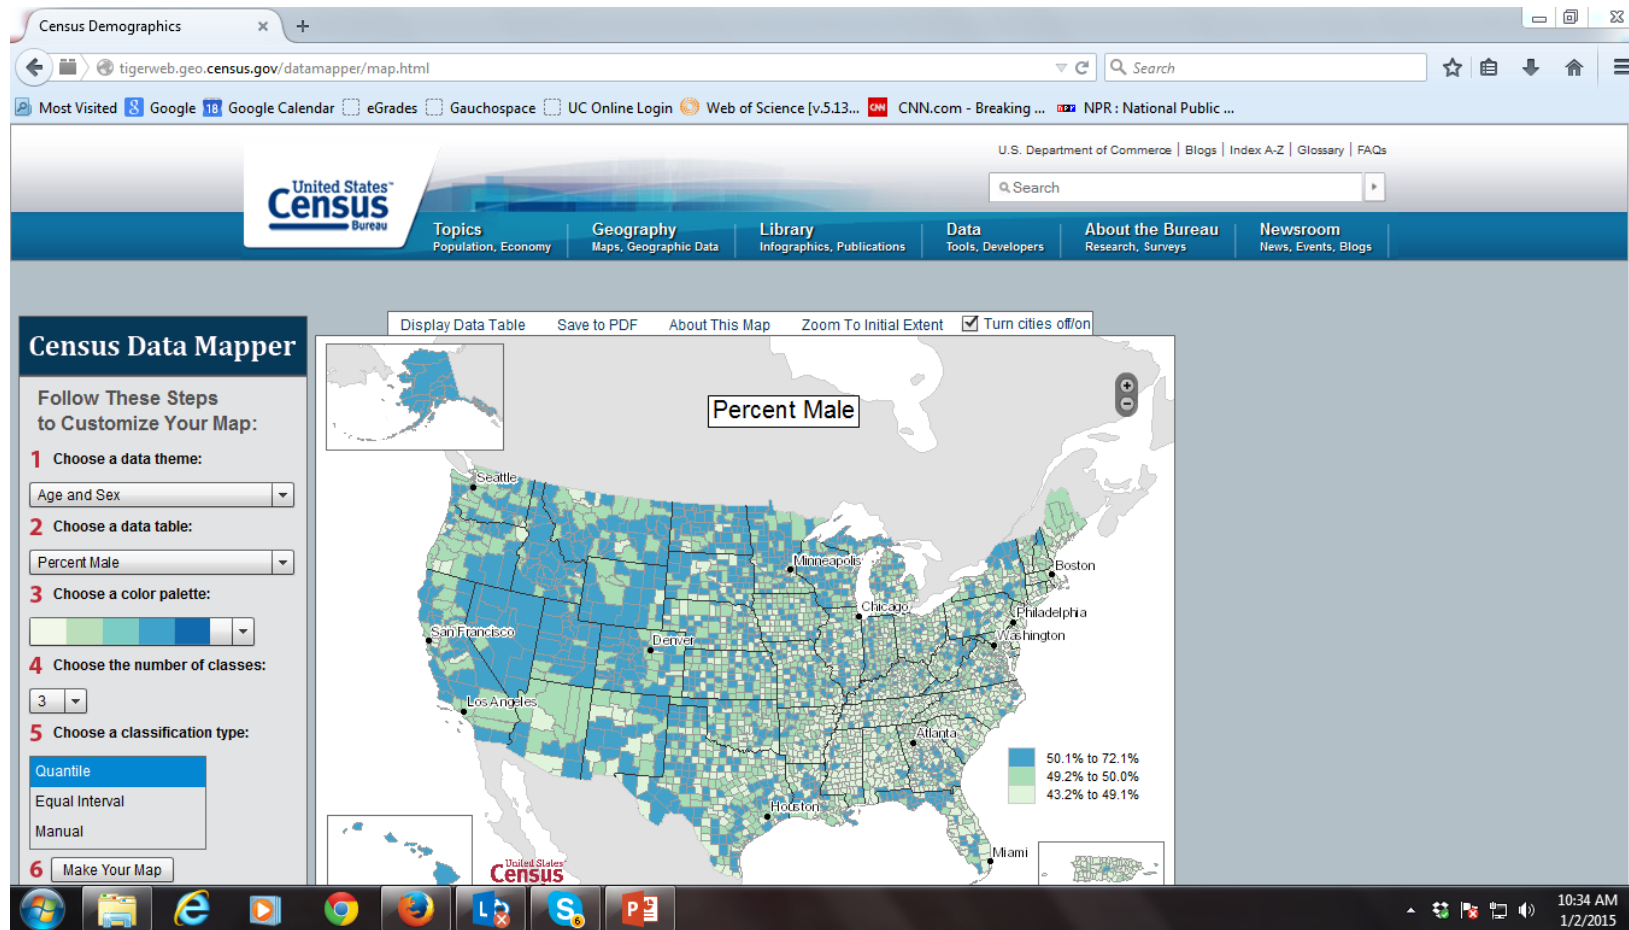 Census Demographics
tigerweb.geo.census.gov/datamapper/map.html
Search
Most Visited Google 18 Google Calendar eGrades Gauchospace UC Online Login Web of Science [v.5.13... CNN CNN.com - Breaking ... npr NPR : National Public ...
U.S. Department of Commerce | Blogs | Index A-Z | Glossary | FAQs
Search
United States™
Census
Bureau
Topics
Population, Economy
Geography
Maps, Geographic Data
Library
Infographics, Publications
Data
Tools, Developers
About the Bureau
Research, Surveys
Newsroom
News, Events, Blogs
Census Data Mapper
Follow These Steps
to Customize Your Map:
1 Choose a data theme:
Age and Sex
2 Choose a data table:
Percent Male
3 Choose a color palette:
4 Choose the number of classes:
3
5 Choose a classification type:
Quantile
Equal Interval
Manual
6 Make Your Map
Display Data Table Save to PDF About This Map Zoom To Initial Extent Turn cities off/on
Percent Male
Seattle
Minneapolis
Boston
Chicago
Philadelphia
San Francisco
Denver
Washington
Los Angeles
Atlanta
Houston
Miami
50.1% to 72.1%
49.2% to 50.0%
43.2% to 49.1%
United States™
Census
10:34 AM
1/2/2015